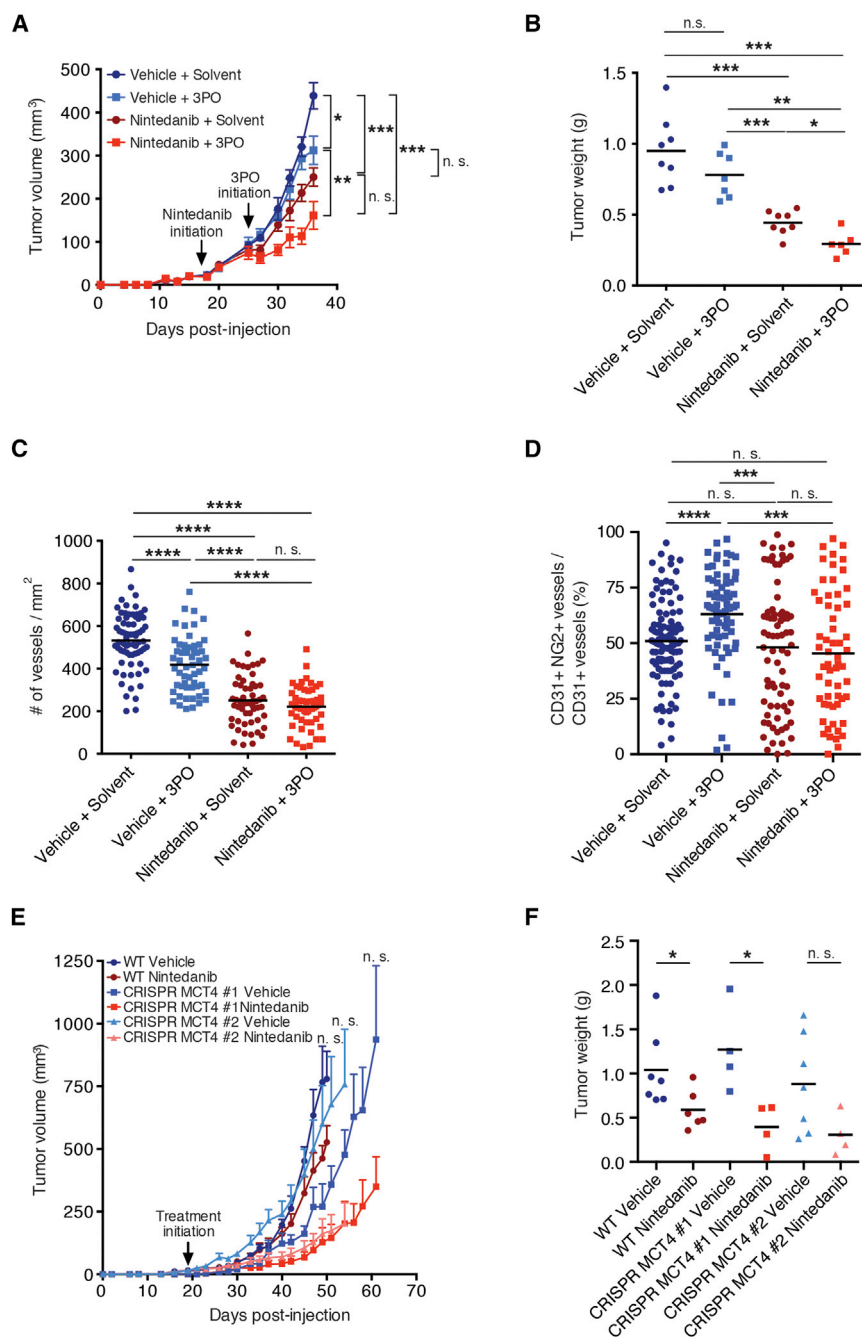 A
Vehicle + Solvent
Vehicle + 3PO
Nintedanib + Solvent
Nintedanib + 3PO
500
400
300
200
100
0
Tumor volume (mm³)
3PO
initiation
Nintedanib
initiation
*
**
***
n. s.
***
n. s.
0
10
20
30
40
Days post-injection
B
n.s.
***
***
**
***
*
1.5
1.0
0.5
0
Tumor weight (g)
Vehicle + Solvent
Vehicle + 3PO
Nintedanib + Solvent
Nintedanib + 3PO
C
****
****
****
****
n. s.
****
1000
800
600
400
200
0
# of vessels / mm²
Vehicle + Solvent
Vehicle + 3PO
Nintedanib + Solvent
Nintedanib + 3PO
D
n. s.
***
n. s.
n. s.
****
***
100
75
50
25
0
CD31+ NG2+ vessels /
CD31+ vessels (%)
Vehicle + Solvent
Vehicle + 3PO
Nintedanib + Solvent
Nintedanib + 3PO
E
WT Vehicle
WT Nintedanib
CRISPR MCT4 #1 Vehicle
CRISPR MCT4 #1Nintedanib
CRISPR MCT4 #2 Vehicle
CRISPR MCT4 #2 Nintedanib
n. s.
n. s.
n. s.
1250
1000
750
500
250
0
Tumor volume (mm³)
Treatment
initiation
0
10
20
30
40
50
60
70
Days post-injection
F
*
*
n. s.
2.5
2.0
1.5
1.0
0.5
0
Tumor weight (g)
WT Vehicle
WT Nintedanib
CRISPR MCT4 #1 Vehicle
CRISPR MCT4 #1 Nintedanib
CRISPR MCT4 #2 Vehicle
CRISPR MCT4 #2 Nintedanib